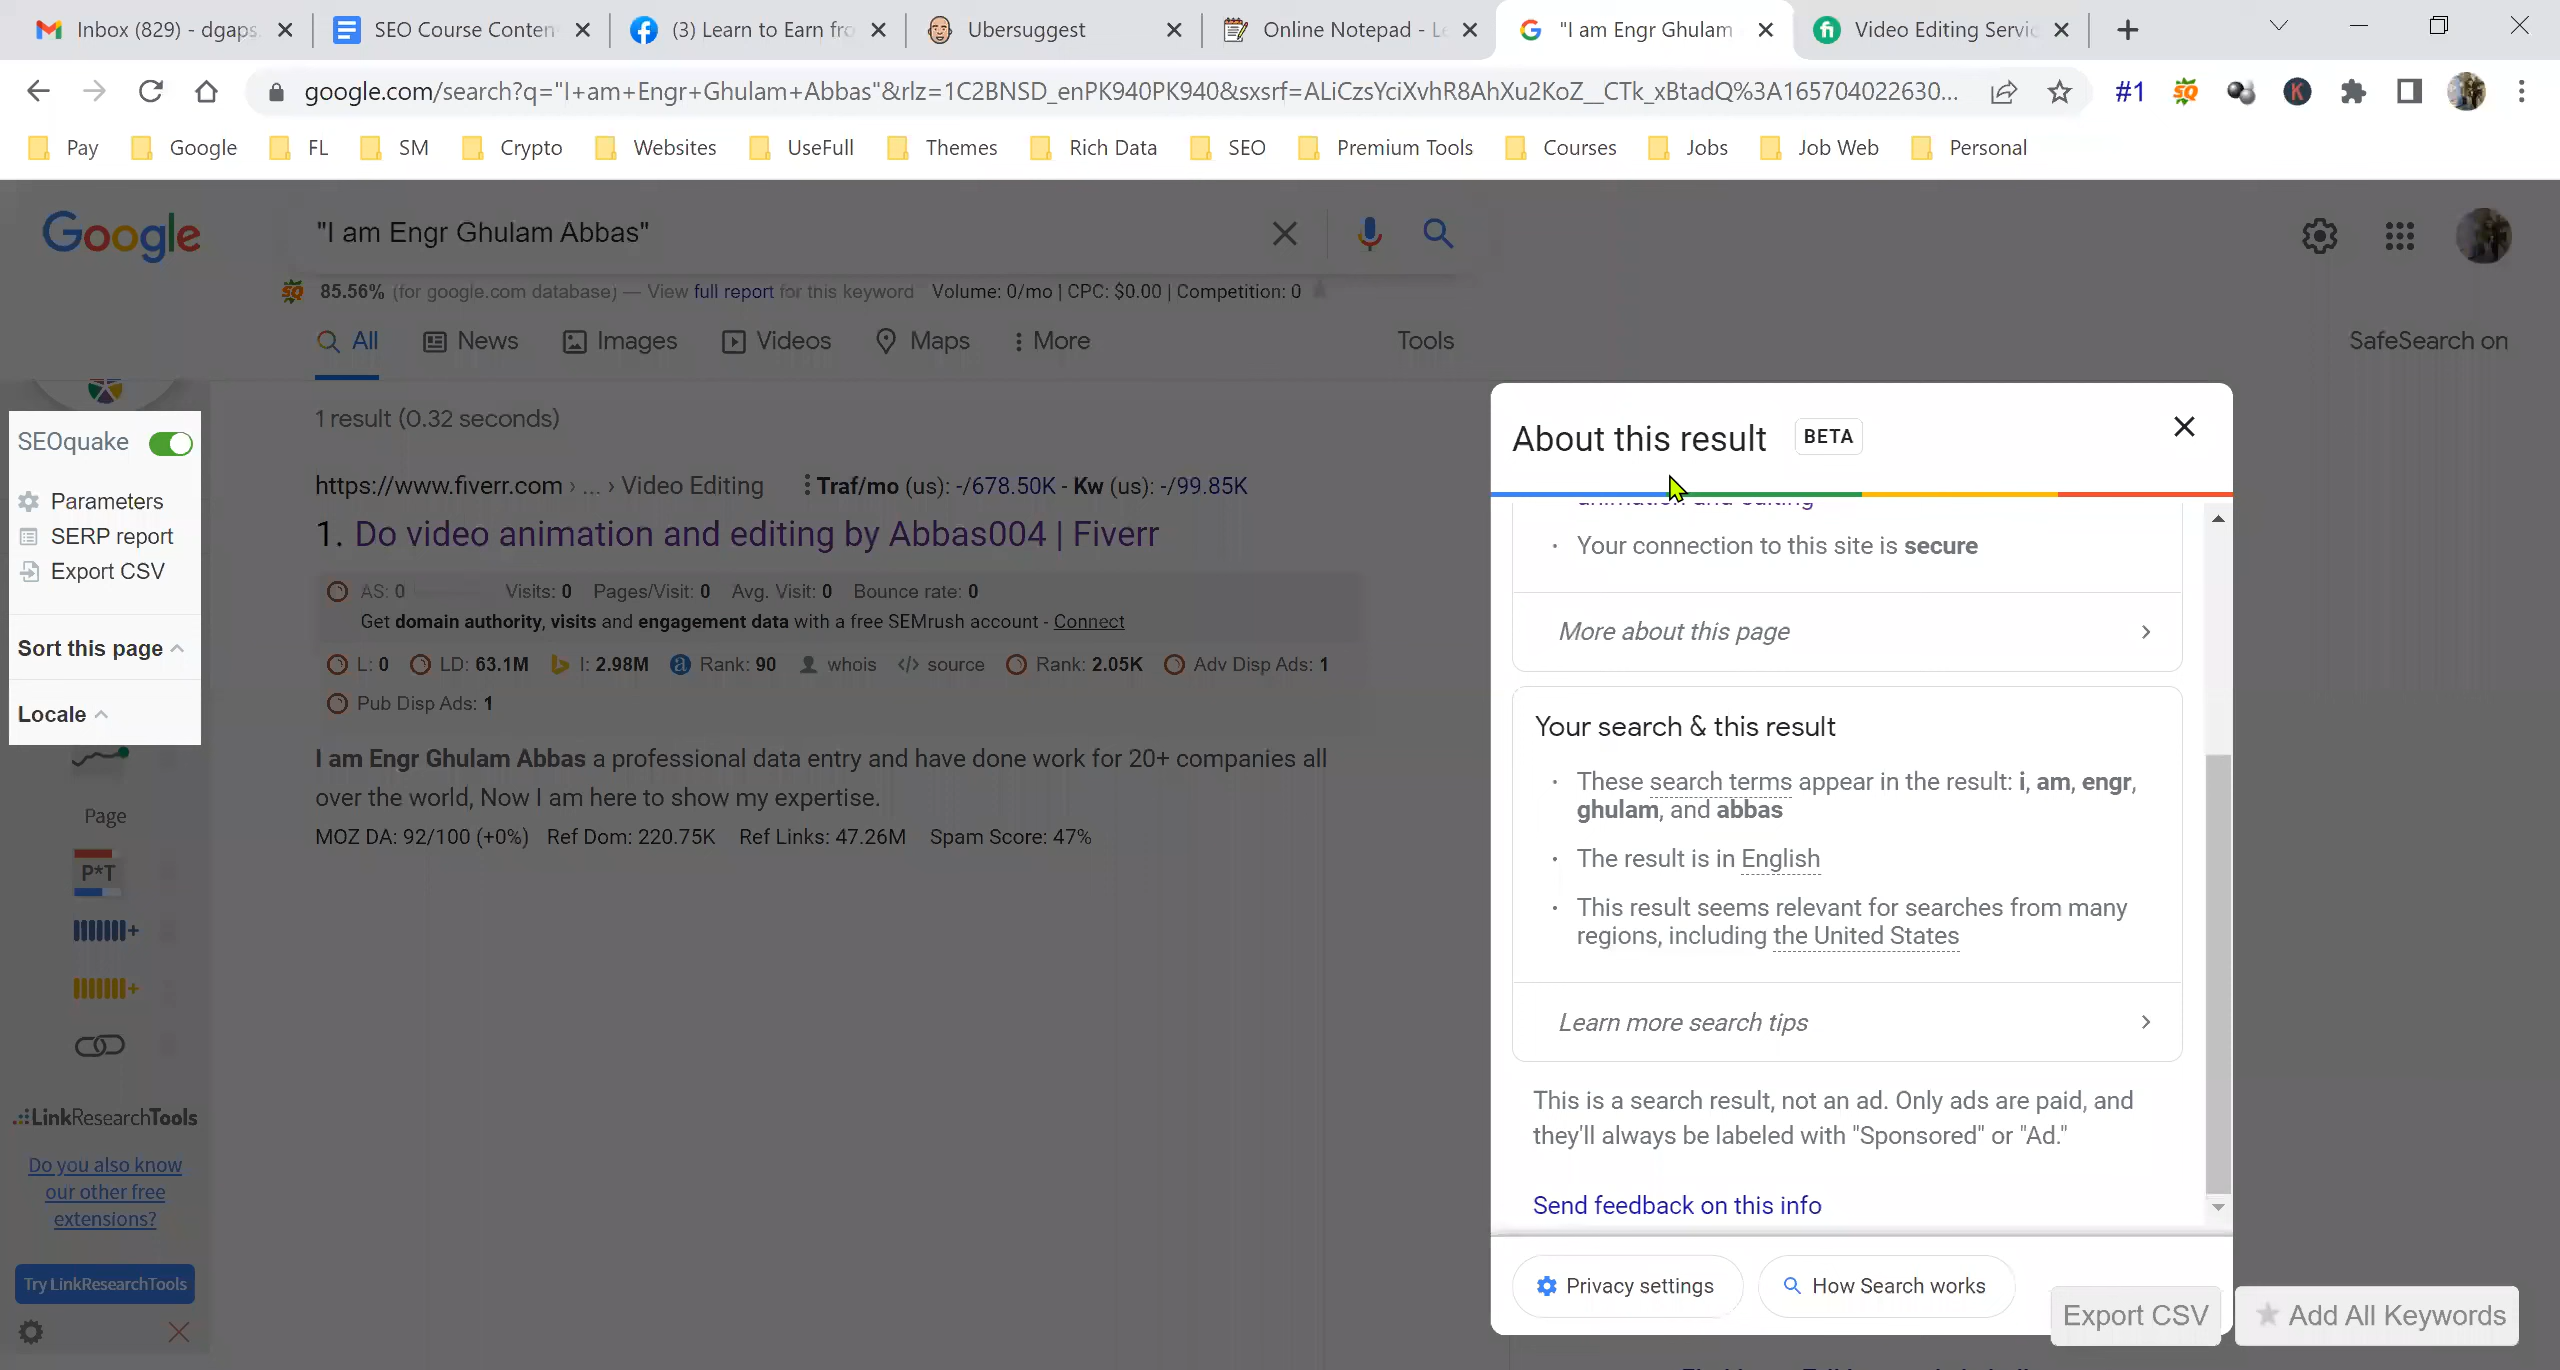 Inbox (829) - dgaps
SEO Course Conten
(3) Learn to Earn fro
Ubersuggest
Online Notepad - Le
"I am Engr Ghulam
Video Editing Servic
google.com/search?q="I+am+Engr+Ghulam+Abbas"&rlz=1C2BNSD_enPK940PK940&sxsrf=ALiCzsYciXvhR8AhXu2KoZ__CTk_xBtadQ%3A165704022630...
#1
Pay
Google
FL
SM
Crypto
Websites
UseFull
Themes
Rich Data
SEO
Premium Tools
Courses
Jobs
Job Web
Personal
Google
"I am Engr Ghulam Abbas"
85.56% (for google.com database) — View full report for this keyword Volume: 0/mo | CPC: $0.00 | Competition: 0
All
News
Images
Videos
Maps
More
Tools
SafeSearch on
1 result (0.32 seconds)
SEOquake
Parameters
SERP report
Export CSV
Sort this page
Locale
https://www.fiverr.com › ... › Video Editing
Traf/mo (us): -/678.50K - Kw (us): -/99.85K
1. Do video animation and editing by Abbas004 | Fiverr
AS: 0 Visits: 0 Pages/Visit: 0 Avg. Visit: 0 Bounce rate: 0
Get domain authority, visits and engagement data with a free SEMrush account - Connect
L: 0 LD: 63.1M I: 2.98M Rank: 90 whois source Rank: 2.05K Adv Disp Ads: 1
Pub Disp Ads: 1
I am Engr Ghulam Abbas a professional data entry and have done work for 20+ companies all
over the world, Now I am here to show my expertise.
MOZ DA: 92/100 (+0%) Ref Dom: 220.75K Ref Links: 47.26M Spam Score: 47%
Page
P*T
LinkResearchTools
Do you also know
our other free
extensions?
Try LinkResearchTools
About this result
BETA
animation and editing
· Your connection to this site is secure
More about this page
Your search & this result
· These search terms appear in the result: i, am, engr,
ghulam, and abbas
· The result is in English
· This result seems relevant for searches from many
regions, including the United States
Learn more search tips
This is a search result, not an ad. Only ads are paid, and
they'll always be labeled with "Sponsored" or "Ad."
Send feedback on this info
Privacy settings
How Search works
Export CSV
Add All Keywords